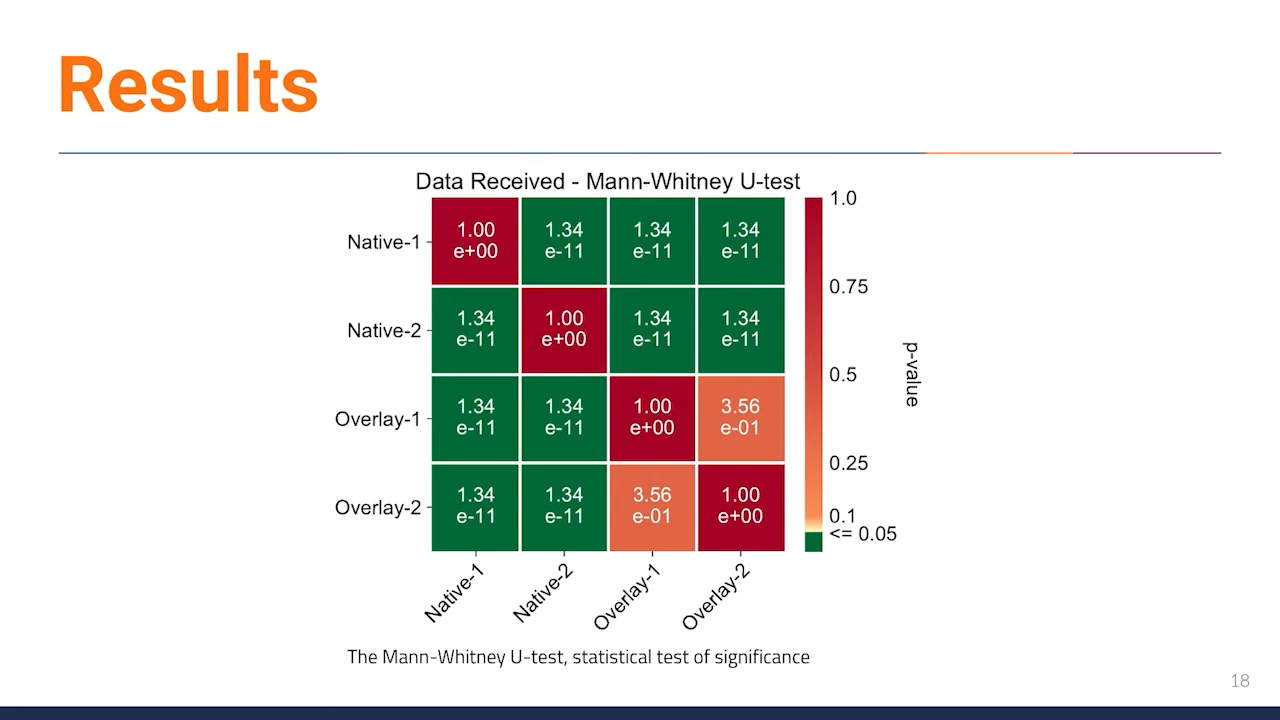 Results
Data Received - Mann-Whitney U-test
1.0
0.75
0.5
0.25
0.1
<= 0.05
p-value
Native-1
1.00 1.34 1.34 1.34
e+00 e-11 e-11 e-11
Native-2
1.34 1.00 1.34 1.34
e-11 e+00 e-11 e-11
Overlay-1
1.34 1.34 1.00 3.56
e-11 e-11 e+00 e-01
Overlay-2
1.34 1.34 3.56 1.00
e-11 e-11 e-01 e+00
Native-1
Native-2
Overlay-1
Overlay-2
The Mann-Whitney U-test, statistical test of significance
18